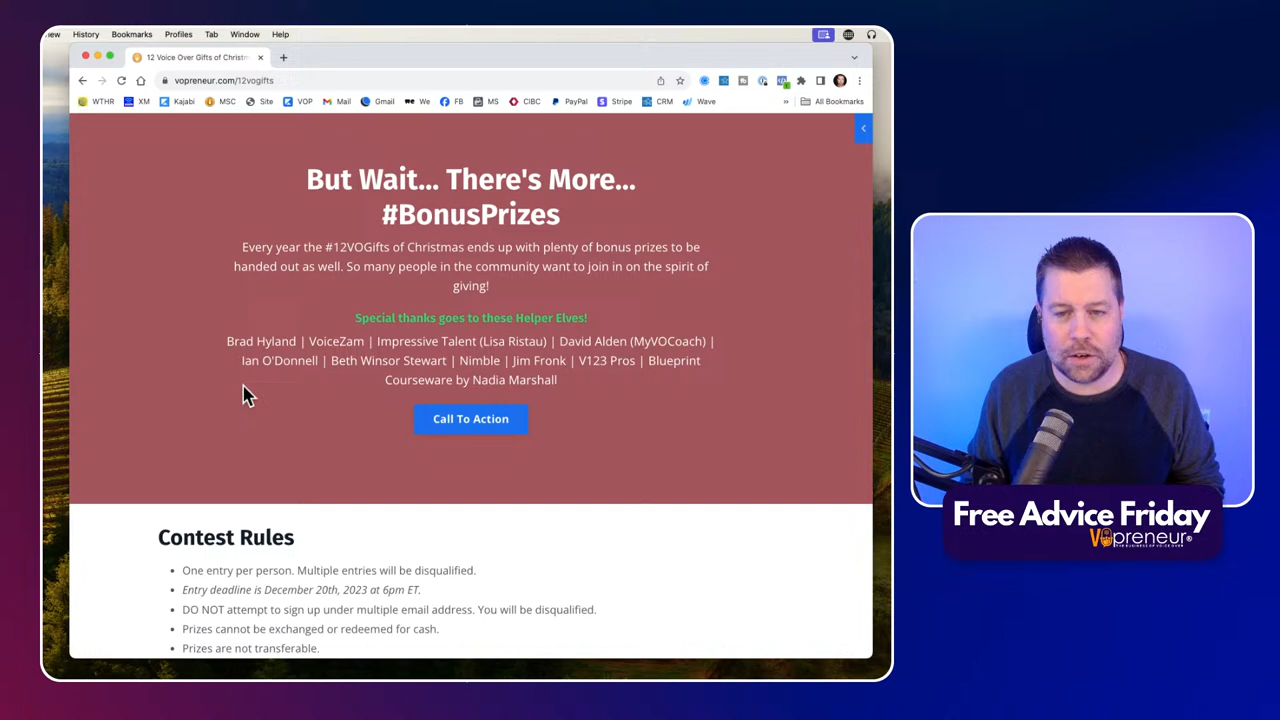 History Bookmarks Profiles Tab Window Help
12 Voice Over Gifts of Christm
vopreneur.com/12vogifts
WTHR XM Kajabi MSC Site VOP Mail Gmail We FB MS CIBC PayPal Stripe CRM Wave » All Bookmarks
But Wait... There's More...
#BonusPrizes
Every year the #12VOGifts of Christmas ends up with plenty of bonus prizes to be
handed out as well. So many people in the community want to join in on the spirit of
giving!
Special thanks goes to these Helper Elves!
Brad Hyland | VoiceZam | Impressive Talent (Lisa Ristau) | David Alden (MyVOCoach) |
Ian O'Donnell | Beth Winsor Stewart | Nimble | Jim Fronk | V123 Pros | Blueprint
Courseware by Nadia Marshall
Call To Action
Contest Rules
• One entry per person. Multiple entries will be disqualified.
• Entry deadline is December 20th, 2023 at 6pm ET.
• DO NOT attempt to sign up under multiple email address. You will be disqualified.
• Prizes cannot be exchanged or redeemed for cash.
• Prizes are not transferable.
Free Advice Friday
VOpreneur®
THE BUSINESS OF VOICE OVER